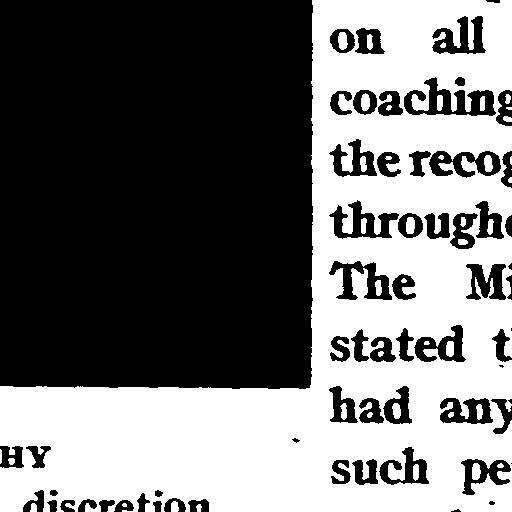 HY
discretion
on all
coaching
the recog
througho
The Mi
stated t
had any
such pe